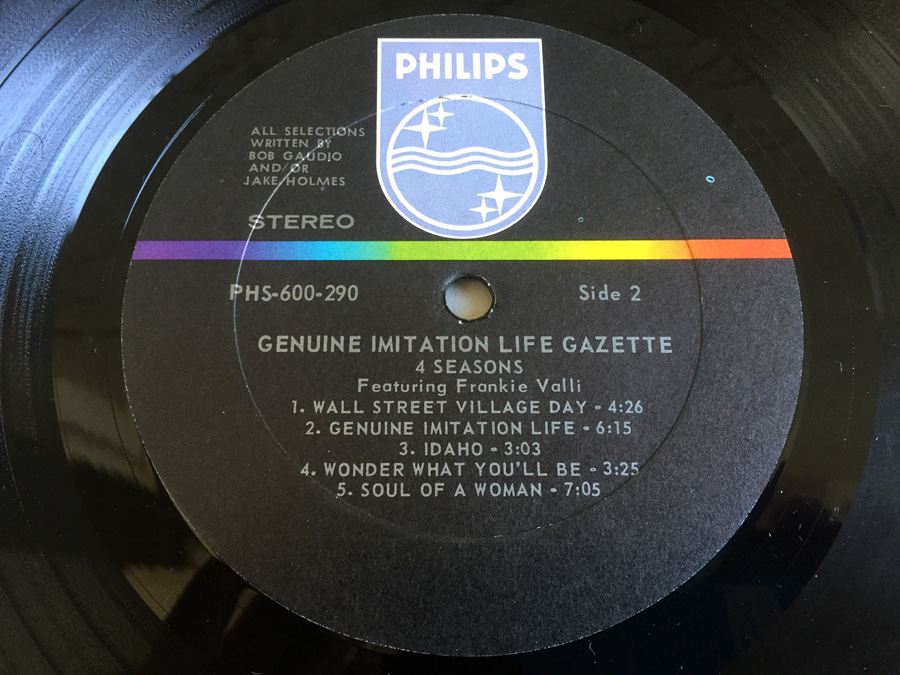 PHILIPS
ALL SELECTIONS
WRITTEN BY
BOB GAUDIO
AND/OR
JAKE HOLMES
STEREO
PHS-600-290
Side 2
GENUINE IMITATION LIFE GAZETTE
4 SEASONS
Featuring Frankie Valli
1. WALL STREET VILLAGE DAY - 4:26
2. GENUINE IMITATION LIFE - 6:15
3. IDAHO - 3:03
4. WONDER WHAT YOU'LL BE - 3:25
5. SOUL OF A WOMAN - 7:05